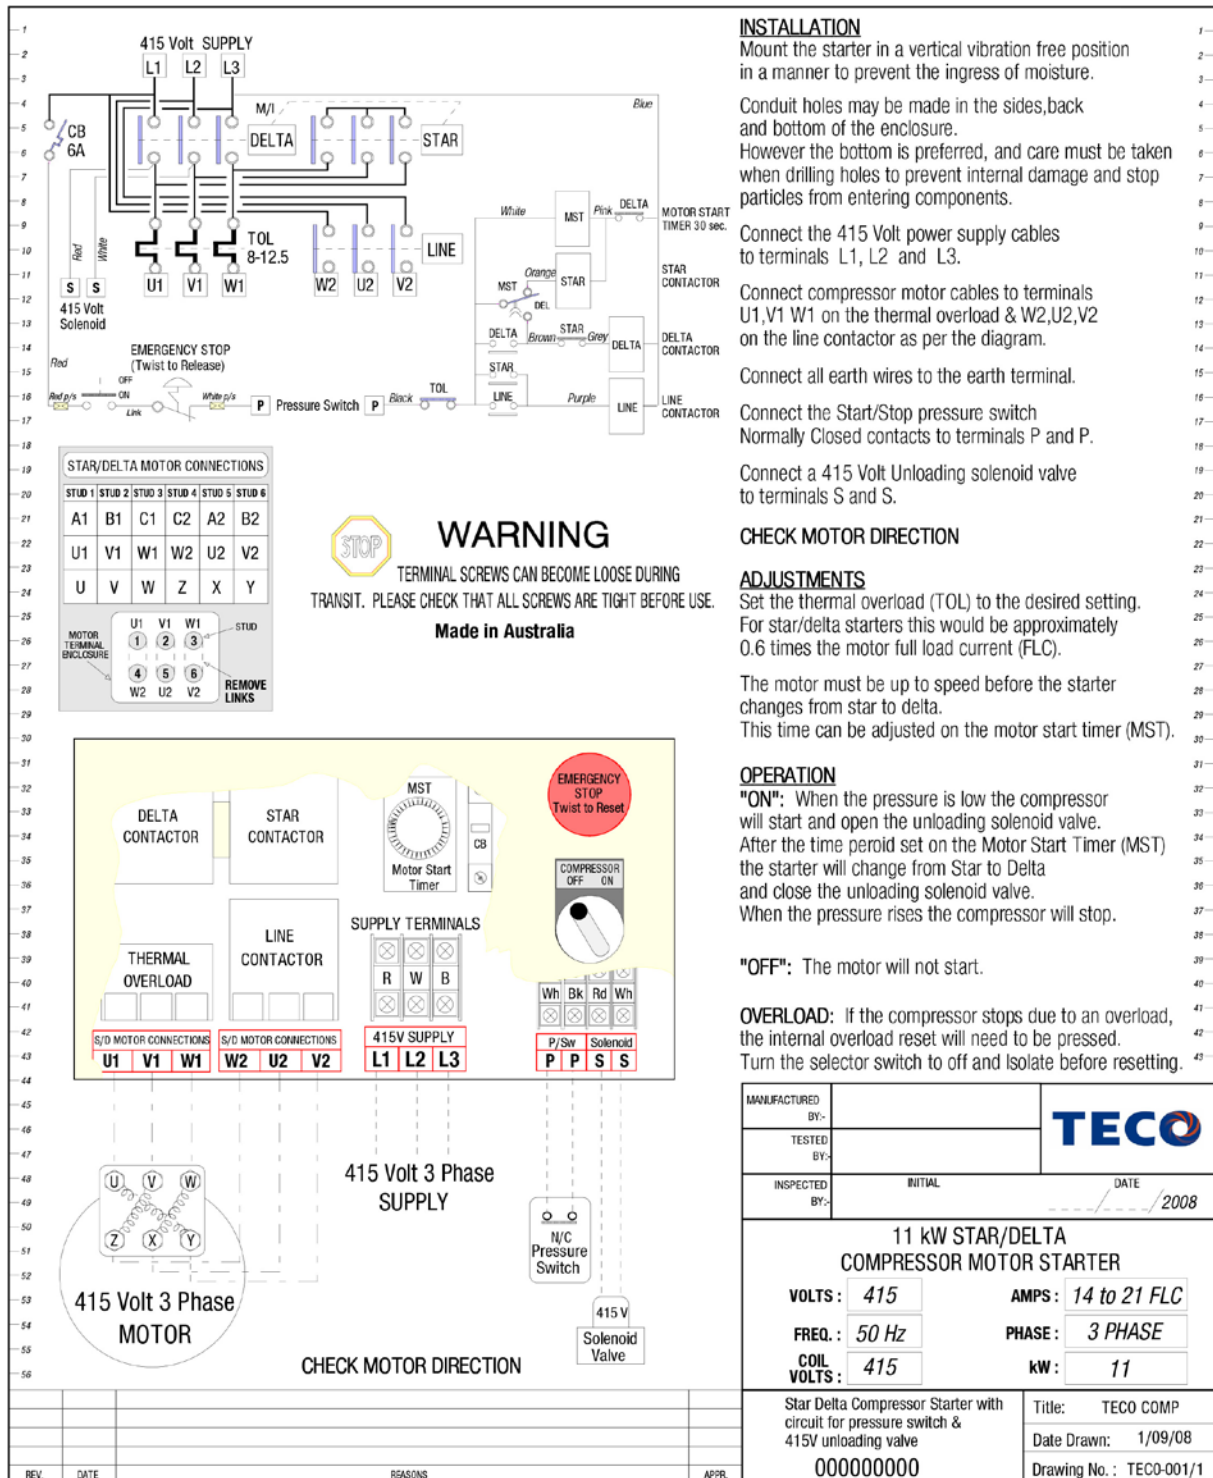 415 Volt SUPPLY
L1 L2 L3
M/I
Blue
CB
6A
DELTA
STAR
White
MST
Pink
DELTA
MOTOR START
TIMER 30 sec.
TOL
8-12.5
LINE
Red
White
U1 V1 W1
W2 U2 V2
S S
415 Volt
Solenoid
MST
Orange
STAR
DEL
STAR
CONTACTOR
DELTA
Brown
STAR
Grey
DELTA
DELTA
CONTACTOR
Red
EMERGENCY STOP
(Twist to Release)
STAR
OFF
ON
Red p/s
Link
White p/s
P Pressure Switch P
Black
TOL
LINE
Purple
LINE
LINE
CONTACTOR
STAR/DELTA MOTOR CONNECTIONS
STUD 1 STUD 2 STUD 3 STUD 4 STUD 5 STUD 6
A1 B1 C1 C2 A2 B2
U1 V1 W1 W2 U2 V2
U V W Z X Y
U1 V1 W1
STUD
MOTOR
TERMINAL
ENCLOSURE
1 2 3
4 5 6
W2 U2 V2
REMOVE
LINKS
STOP
WARNING
TERMINAL SCREWS CAN BECOME LOOSE DURING
TRANSIT. PLEASE CHECK THAT ALL SCREWS ARE TIGHT BEFORE USE.
Made in Australia
DELTA
CONTACTOR
STAR
CONTACTOR
MST
Motor Start
Timer
CB
EMERGENCY
STOP
Twist to Reset
COMPRESSOR
OFF ON
THERMAL
OVERLOAD
LINE
CONTACTOR
SUPPLY TERMINALS
R W B
Wh Bk Rd Wh
S/D MOTOR CONNECTIONS
U1 V1 W1
S/D MOTOR CONNECTIONS
W2 U2 V2
415V SUPPLY
L1 L2 L3
P/Sw Solenoid
P P S S
U V W
Z X Y
415 Volt 3 Phase
MOTOR
415 Volt 3 Phase
SUPPLY
N/C
Pressure
Switch
415 V
Solenoid
Valve
CHECK MOTOR DIRECTION
REV. DATE REASONS APPR.
INSTALLATION
Mount the starter in a vertical vibration free position
in a manner to prevent the ingress of moisture.
Conduit holes may be made in the sides,back
and bottom of the enclosure.
However the bottom is preferred, and care must be taken
when drilling holes to prevent internal damage and stop
particles from entering components.
Connect the 415 Volt power supply cables
to terminals L1, L2 and L3.
Connect compressor motor cables to terminals
U1,V1 W1 on the thermal overload & W2,U2,V2
on the line contactor as per the diagram.
Connect all earth wires to the earth terminal.
Connect the Start/Stop pressure switch
Normally Closed contacts to terminals P and P.
Connect a 415 Volt Unloading solenoid valve
to terminals S and S.
CHECK MOTOR DIRECTION
ADJUSTMENTS
Set the thermal overload (TOL) to the desired setting.
For star/delta starters this would be approximately
0.6 times the motor full load current (FLC).
The motor must be up to speed before the starter
changes from star to delta.
This time can be adjusted on the motor start timer (MST).
OPERATION
"ON": When the pressure is low the compressor
will start and open the unloading solenoid valve.
After the time peroid set on the Motor Start Timer (MST)
the starter will change from Star to Delta
and close the unloading solenoid valve.
When the pressure rises the compressor will stop.
"OFF": The motor will not start.
OVERLOAD: If the compressor stops due to an overload,
the internal overload reset will need to be pressed.
Turn the selector switch to off and Isolate before resetting.
MANUFACTURED
BY:-
TESTED
BY:-
TECO
INSPECTED
BY:-
INITIAL
DATE
/ / 2008
11 kW STAR/DELTA
COMPRESSOR MOTOR STARTER
VOLTS : 415
AMPS : 14 to 21 FLC
FREQ. : 50 Hz
PHASE : 3 PHASE
COIL
VOLTS : 415
kW : 11
Star Delta Compressor Starter with
circuit for pressure switch &
415V unloading valve
000000000
Title: TECO COMP
Date Drawn: 1/09/08
Drawing No. : TECO-001/1